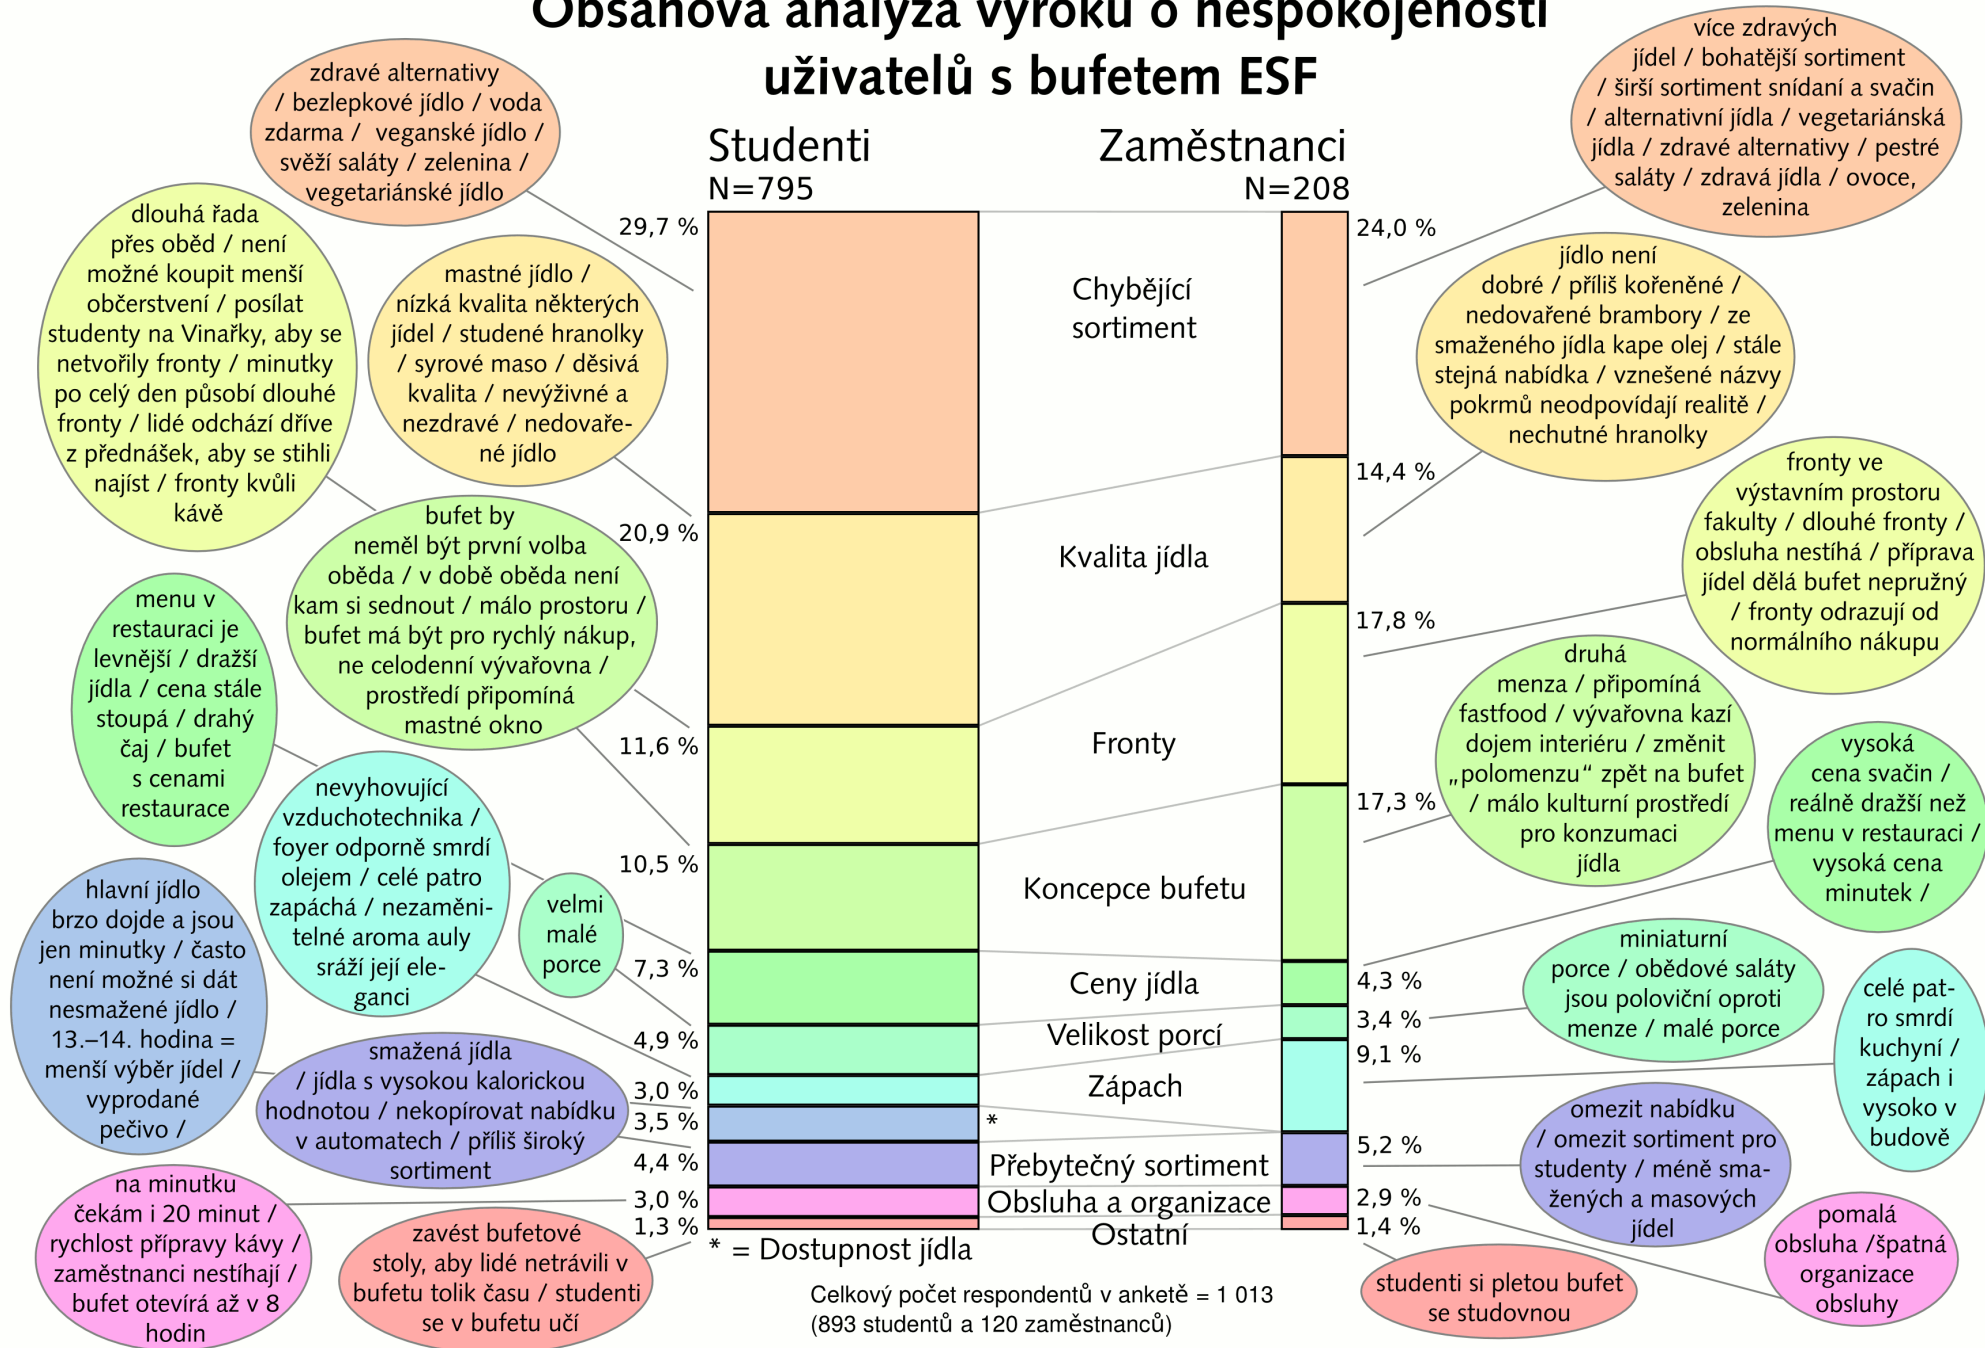 Obsahová analýza výroků o nespokojenosti
uživatelů s bufetem ESF
Studenti
N=795
Zaměstnanci
N=208
zdravé alternativy
/ bezlepkové jídlo / voda
zdarma / veganské jídlo /
svěží saláty / zelenina /
vegetariánské jídlo
dlouhá řada
přes oběd / není
možné koupit menší
občerstvení / posílat
studenty na Vinařky, aby se
netvořily fronty / minutky
po celý den působí dlouhé
fronty / lidé odchází dříve
z přednášek, aby se stihli
najíst / fronty kvůli
kávě
mastné jídlo /
nízká kvalita některých
jídel / studené hranolky
/ syrové maso / děsivá
kvalita / nevýživné a
nezdravé / nedovaře-
né jídlo
bufet by
neměl být první volba
oběda / v době oběda není
kam si sednout / málo prostoru /
bufet má být pro rychlý nákup,
ne celodenní vývařovna /
prostředí připomíná
mastné okno
menu v
restauraci je
levnější / dražší
jídla / cena stále
stoupá / drahý
čaj / bufet
s cenami
restaurace
nevyhovující
vzduchotechnika /
foyer odporně smrdí
olejem / celé patro
zapáchá / nezaměni-
telné aroma auly
sráží její ele-
ganci
velmi
malé
porce
hlavní jídlo
brzo dojde a jsou
jen minutky / často
není možné si dát
nesmažené jídlo /
13.–14. hodina =
menší výběr jídel /
vyprodané
pečivo /
smažená jídla
/ jídla s vysokou kalorickou
hodnotou / nekopírovat nabídku
v automatech / příliš široký
sortiment
na minutku
čekám i 20 minut /
rychlost přípravy kávy /
zaměstnanci nestíhají /
bufet otevírá až v 8
hodin
zavést bufetové
stoly, aby lidé netrávili v
bufetu tolik času / studenti
se v bufetu učí
29,7 %
20,9 %
11,6 %
10,5 %
7,3 %
4,9 %
3,0 %
3,5 %
4,4 %
3,0 %
1,3 %
Chybějící
sortiment
Kvalita jídla
Fronty
Koncepce bufetu
Ceny jídla
Velikost porcí
Zápach
*
Přebytečný sortiment
Obsluha a organizace
Ostatní
* = Dostupnost jídla
24,0 %
14,4 %
17,8 %
17,3 %
4,3 %
3,4 %
9,1 %
5,2 %
2,9 %
1,4 %
více zdravých
jídel / bohatější sortiment
/ širší sortiment snídaní a svačin
/ alternativní jídla / vegetariánská
jídla / zdravé alternativy / pestré
saláty / zdravá jídla / ovoce,
zelenina
jídlo není
dobré / příliš kořeněné /
nedovařené brambory / ze
smaženého jídla kape olej / stále
stejná nabídka / vznešené názvy
pokrmů neodpovídají realitě /
nechutné hranolky
fronty ve
výstavním prostoru
fakulty / dlouhé fronty /
obsluha nestíhá / příprava
jídel dělá bufet nepružný
/ fronty odrazují od
normálního nákupu
druhá
menza / připomíná
fastfood / vývařovna kazí
dojem interiéru / změnit
„polomenzu“ zpět na bufet
/ málo kulturní prostředí
pro konzumaci
jídla
vysoká
cena svačin /
reálně dražší než
menu v restauraci /
vysoká cena
minutek /
miniaturní
porce / obědové saláty
jsou poloviční oproti
menze / malé porce
celé pat-
ro smrdí
kuchyní /
zápach i
vysoko v
budově
omezit nabídku
/ omezit sortiment pro
studenty / méně sma-
žených a masových
jídel
pomalá
obsluha /špatná
organizace
obsluhy
studenti si pletou bufet
se studovnou
Celkový počet respondentů v anketě = 1 013
(893 studentů a 120 zaměstnanců)